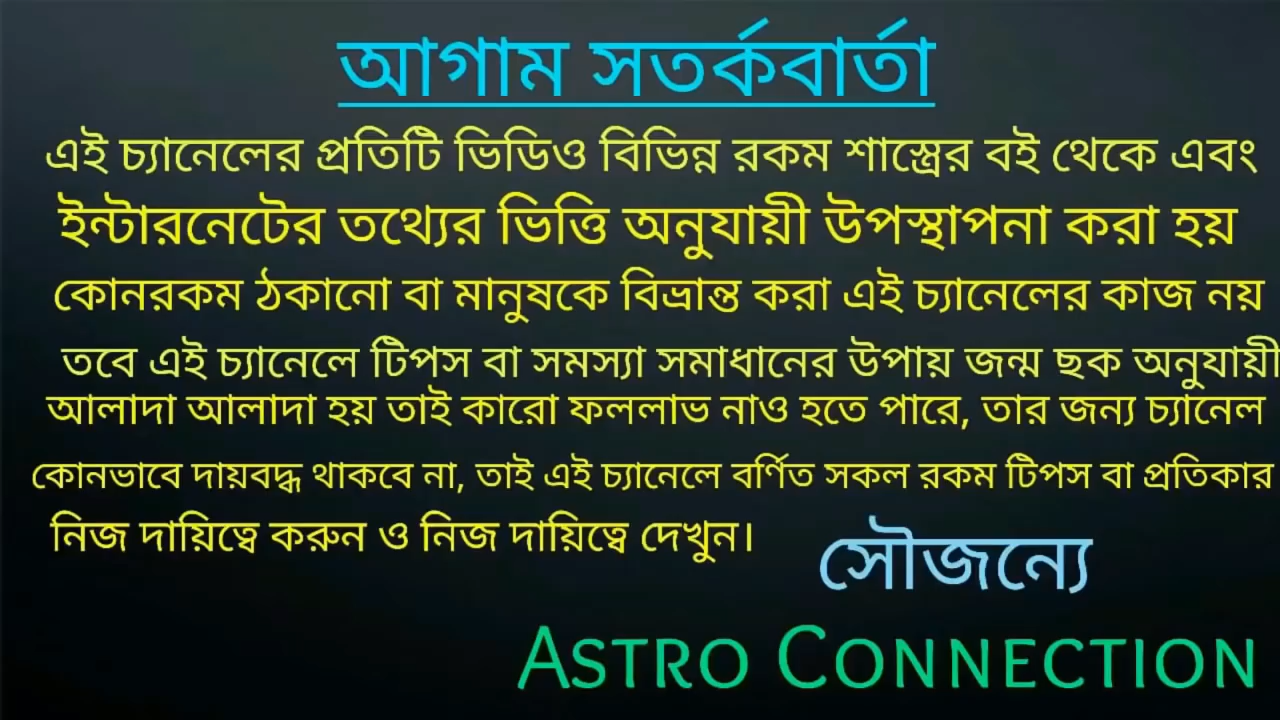 আগাম সতর্কবার্তা
এই চ্যানেলের প্রতিটি ভিডিও বিভিন্ন রকম শাস্ত্রের বই থেকে এবং
ইন্টারনেটের তথ্যের ভিত্তি অনুযায়ী উপস্থাপনা করা হয়
কোনরকম ঠকানো বা মানুষকে বিভ্রান্ত করা এই চ্যানেলের কাজ নয়
তবে এই চ্যানেলে টিপস বা সমস্যা সমাধানের উপায় জন্ম ছক অনুযায়ী
আলাদা আলাদা হয় তাই কারো ফললাভ নাও হতে পারে, তার জন্য চ্যানেল
কোনভাবে দায়বদ্ধ থাকবে না, তাই এই চ্যানেলে বর্ণিত সকল রকম টিপস বা প্রতিকার
নিজ দায়িত্বে করুন ও নিজ দায়িত্বে দেখুন।
সৌজন্যে
ASTRO CONNECTION